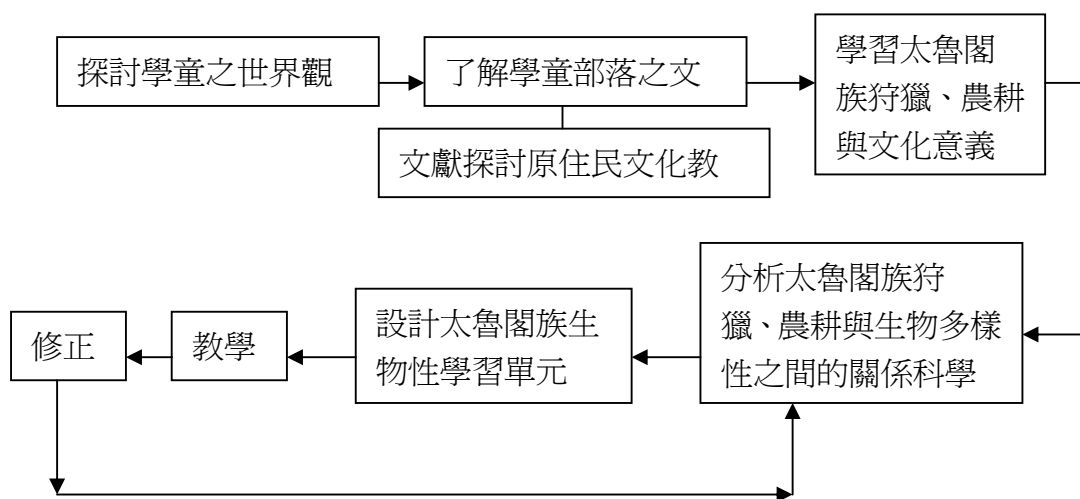 探討學童之世界觀
了解學童部落之文
文獻探討原住民文化教
學習太魯閣
族狩獵、農耕
與文化意義
分析太魯閣族狩
獵、農耕與生物多樣
性之間的關係科學
設計太魯閣族生
物性學習單元
教學
修正